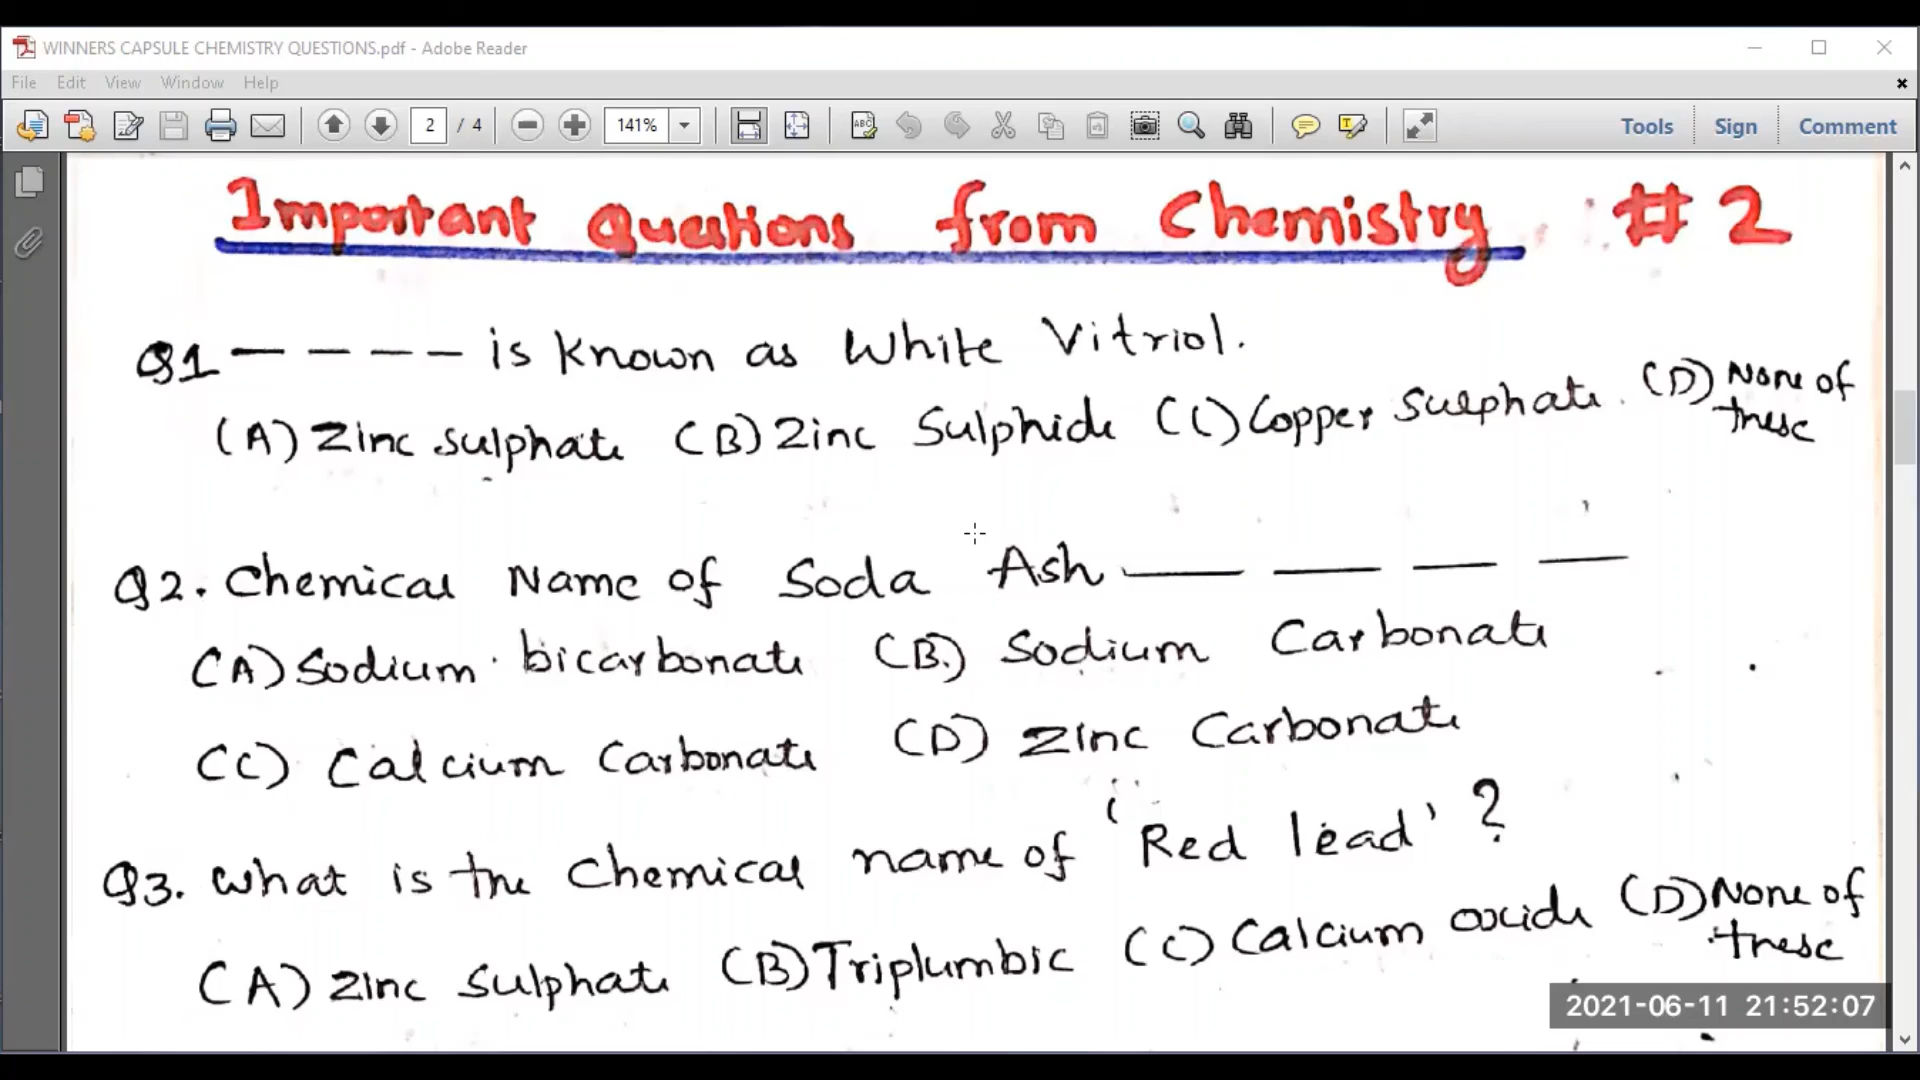 WINNERS CAPSULE CHEMISTRY QUESTIONS.pdf - Adobe Reader
File Edit View Window Help
2 / 4 141% Tools Sign Comment
Important Questions from Chemistry # 2
Q1 ---- is known as White Vitriol.
(A) Zinc sulphate (B) Zinc Sulphide (C) Copper Sulphate (D) None of these
Q2. Chemical Name of Soda Ash ————
(A) Sodium bicarbonate (B) Sodium Carbonate
(C) Calcium Carbonate (D) Zinc Carbonate
Q3. What is the Chemical name of 'Red lead' ?
(A) Zinc Sulphate (B) Triplumbic (C) Calcium oxide (D) None of these
2021-06-11 21:52:07